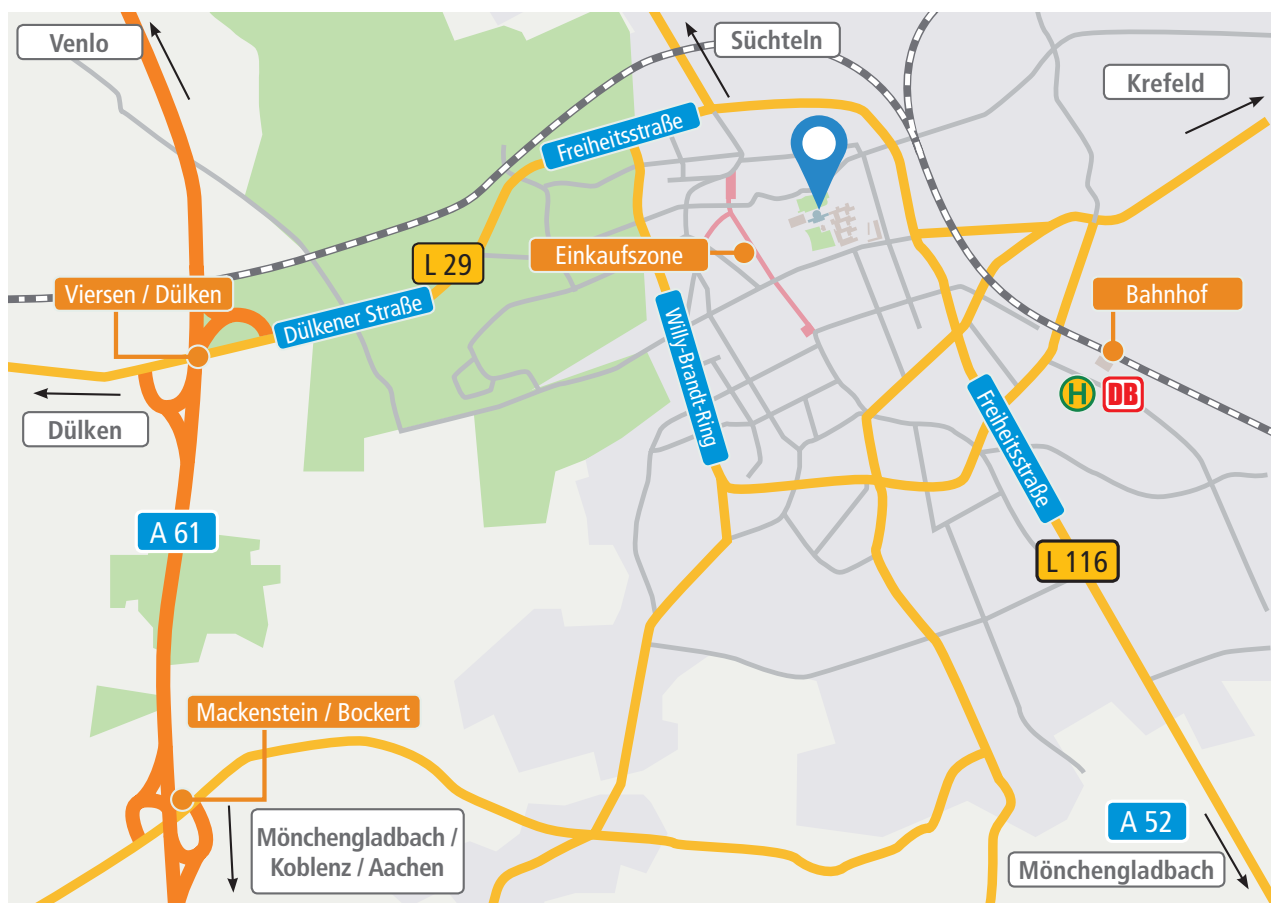 Venlo
Süchteln
Krefeld
Freiheitsstraße
Einkaufszone
L 29
Viersen / Dülken
Bahnhof
Dülkener Straße
Willy-Brandt-Ring
H
DB
Freiheitsstraße
Dülken
A 61
L 116
Mackenstein / Bockert
A 52
Mönchengladbach /
Koblenz / Aachen
Mönchengladbach